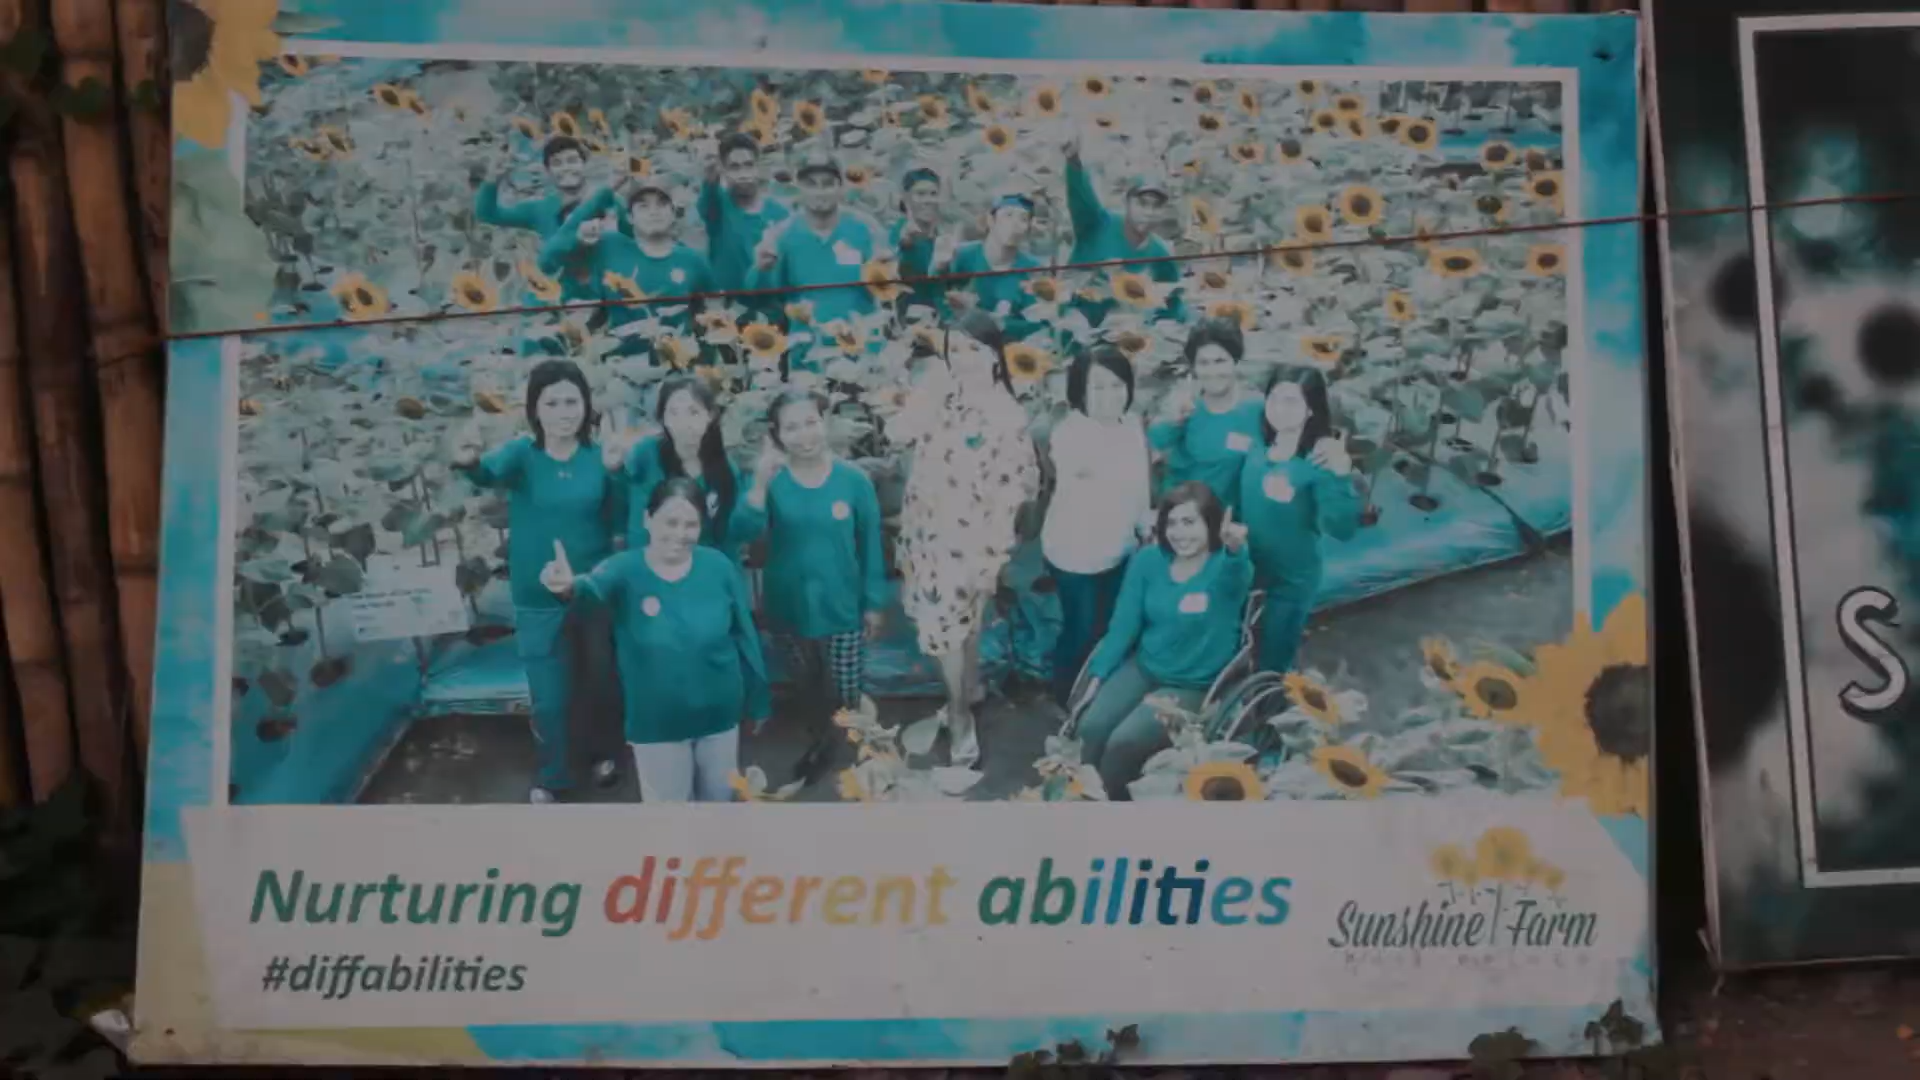 Nurturing different abilities
#diffabilities
Sunshine Farm
S